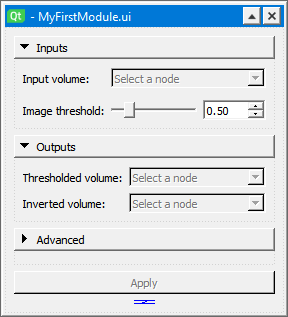 Qt - MyFirstModule.ui
Inputs
Input volume: Select a node
Image threshold: 0.50
Outputs
Thresholded volume: Select a node
Inverted volume: Select a node
Advanced
Apply